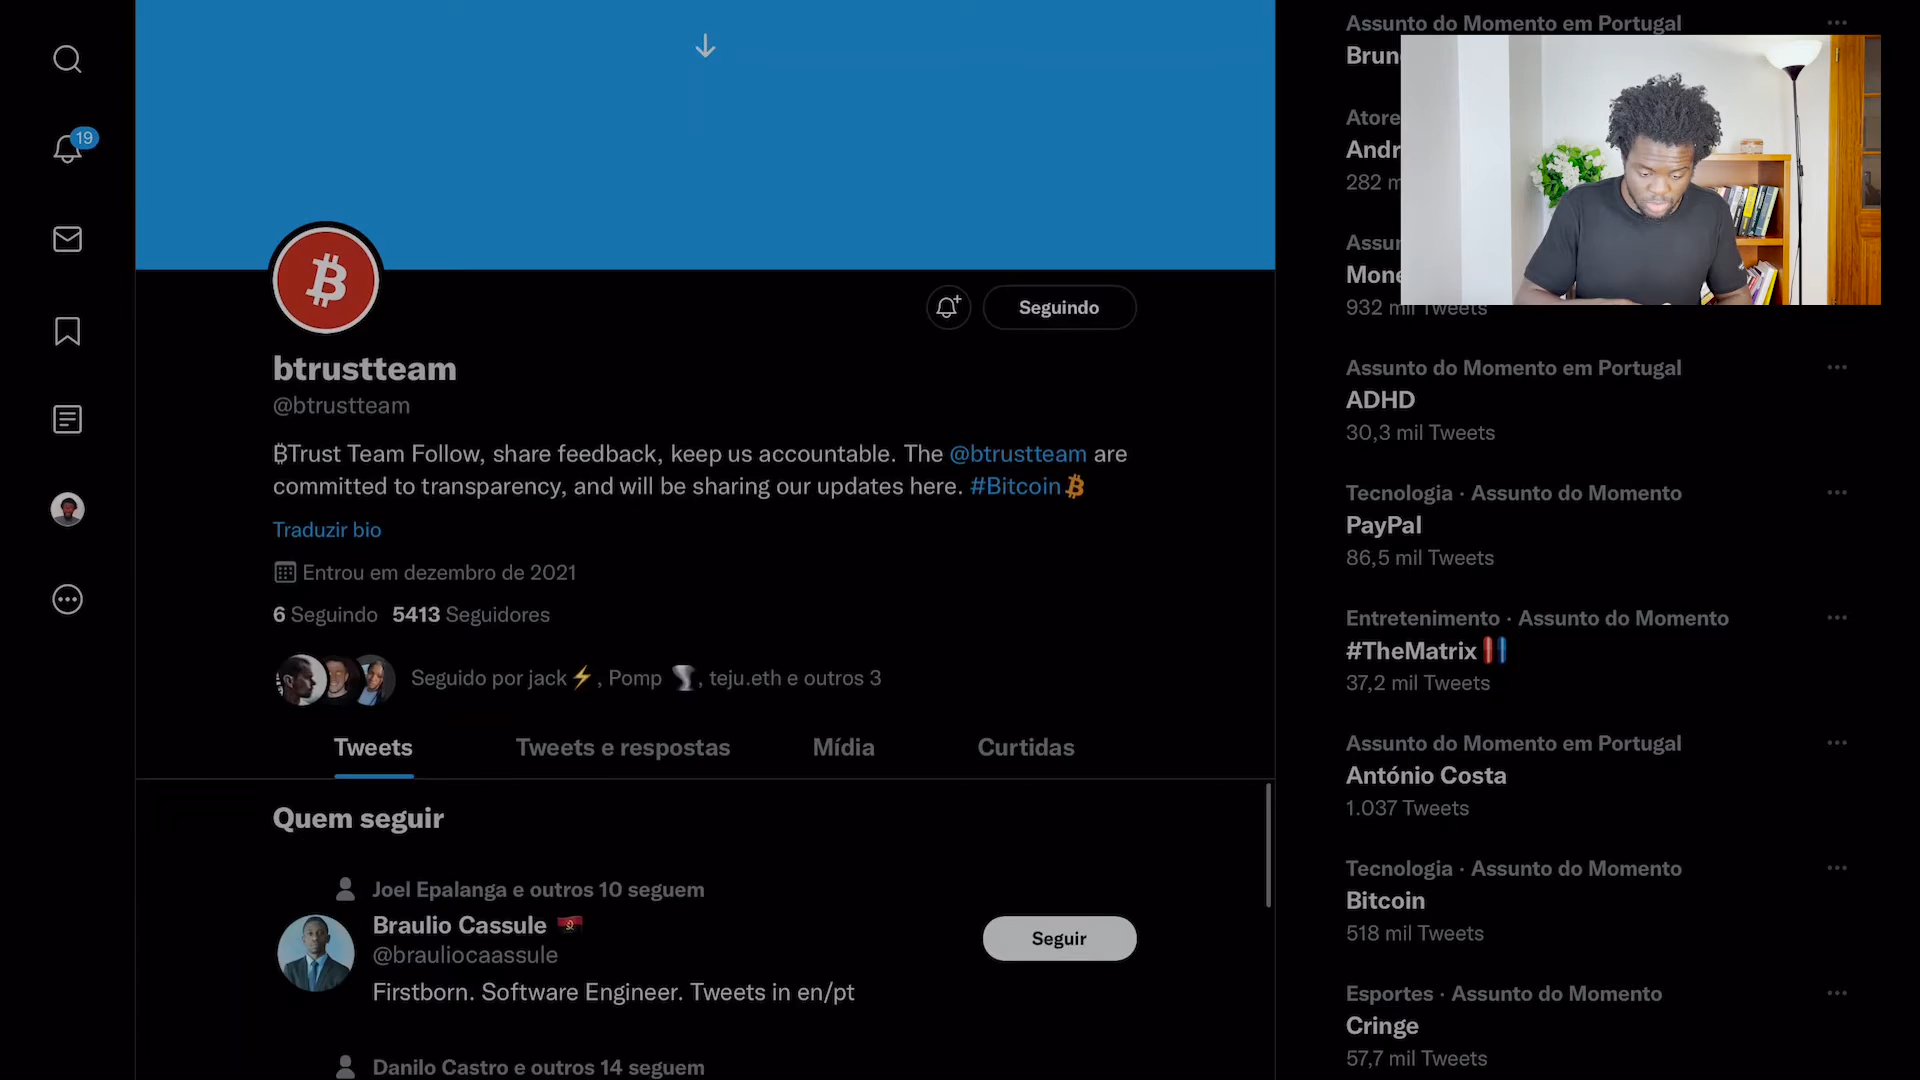 19
Seguindo
btrustteam
@btrustteam
₿Trust Team Follow, share feedback, keep us accountable. The @btrustteam are
committed to transparency, and will be sharing our updates here. #Bitcoin
Traduzir bio
Entrou em dezembro de 2021
6 Seguindo 5413 Seguidores
Seguido por jack⚡, Pomp 🌪, teju.eth e outros 3
Tweets
Tweets e respostas
Mídia
Curtidas
Quem seguir
Joel Epalanga e outros 10 seguem
Braulio Cassule 🇦🇴
@brauliocaassule
Firstborn. Software Engineer. Tweets in en/pt
Seguir
Danilo Castro e outros 14 seguem
Assunto do Momento em Portugal
282
932 mil Tweets
Assunto do Momento em Portugal
ADHD
30,3 mil Tweets
Tecnologia · Assunto do Momento
PayPal
86,5 mil Tweets
Entretenimento · Assunto do Momento
#TheMatrix
37,2 mil Tweets
Assunto do Momento em Portugal
António Costa
1.037 Tweets
Tecnologia · Assunto do Momento
Bitcoin
518 mil Tweets
Esportes · Assunto do Momento
Cringe
57,7 mil Tweets